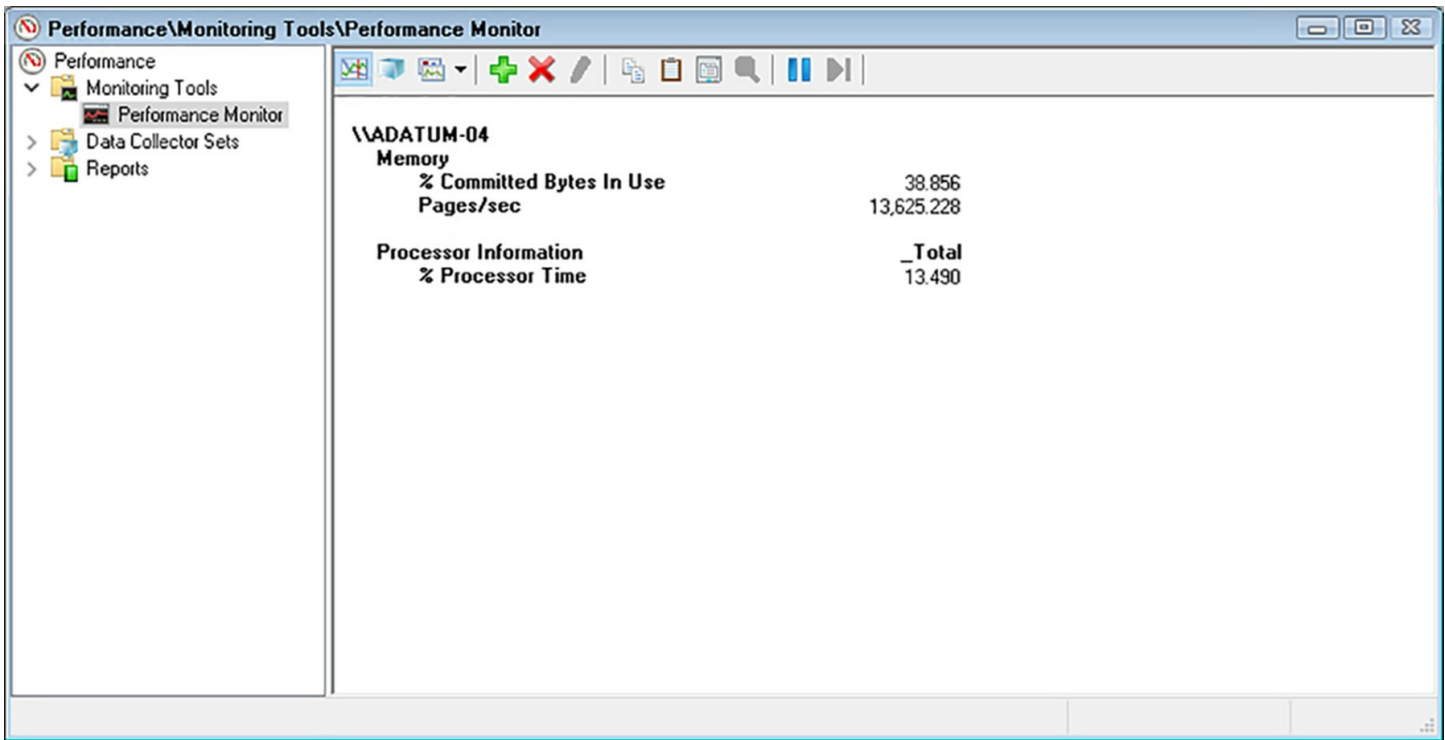 Performance\Monitoring Tools\Performance Monitor
Performance
Monitoring Tools
Performance Monitor
Data Collector Sets
Reports
\\ADATUM-04
Memory
% Committed Bytes In Use 38.856
Pages/sec 13,625.228
Processor Information _Total
% Processor Time 13.490